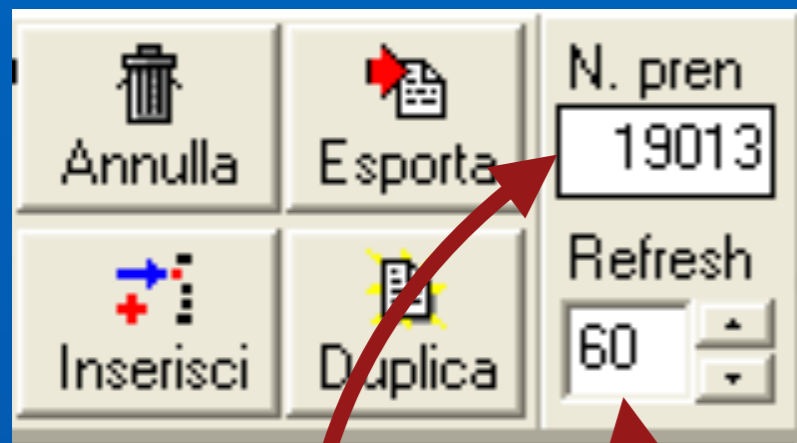 Annulla
Esporta
N. pren
19013
Inserisci
Duplica
Refresh
60